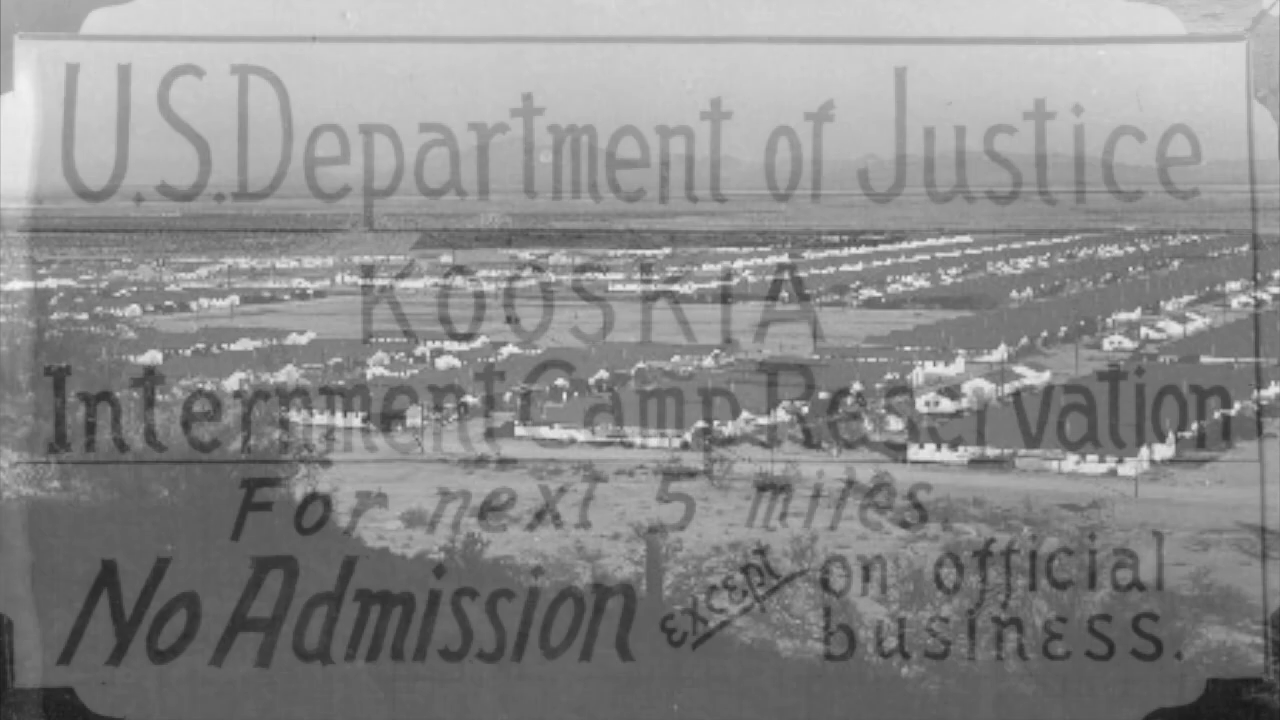 U.S. Department of Justice
KOOSKIA
Internment Camp Reservation
For next 5 miles.
No Admission except on official
business.